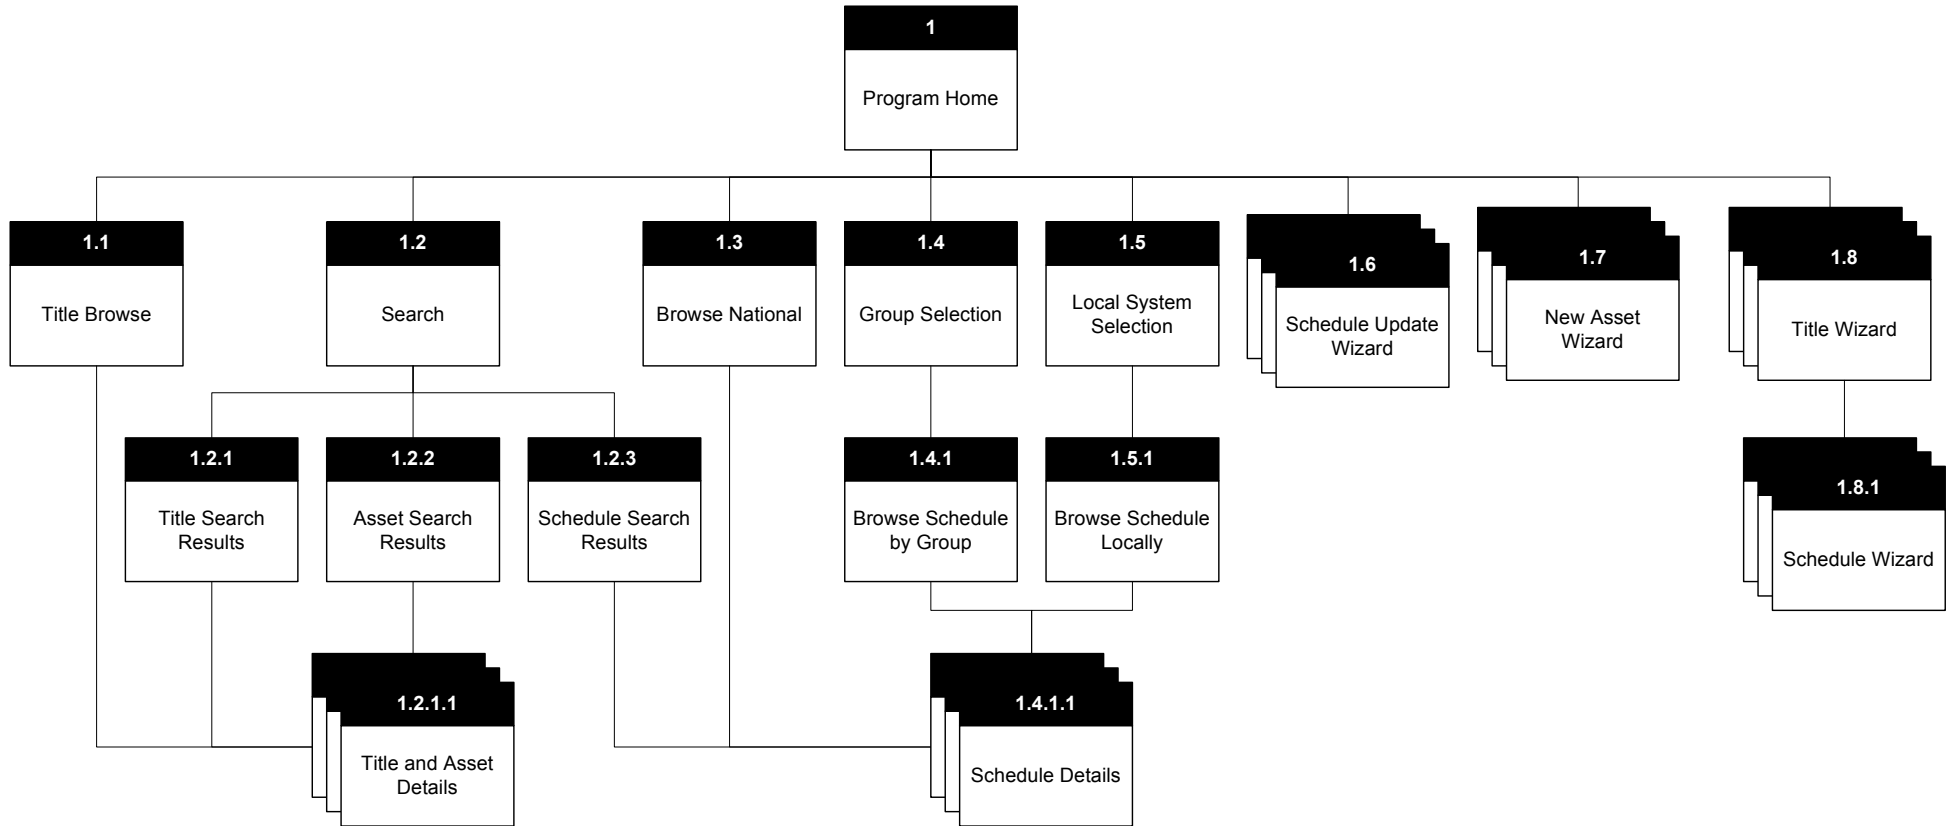 1
Program Home
1.1
Title Browse
1.2
Search
1.3
Browse National
1.4
Group Selection
1.5
Local System
Selection
1.6
Schedule Update
Wizard
1.7
New Asset
Wizard
1.8
Title Wizard
1.2.1
Title Search
Results
1.2.2
Asset Search
Results
1.2.3
Schedule Search
Results
1.4.1
Browse Schedule
by Group
1.5.1
Browse Schedule
Locally
1.8.1
Schedule Wizard
1.2.1.1
Title and Asset
Details
1.4.1.1
Schedule Details